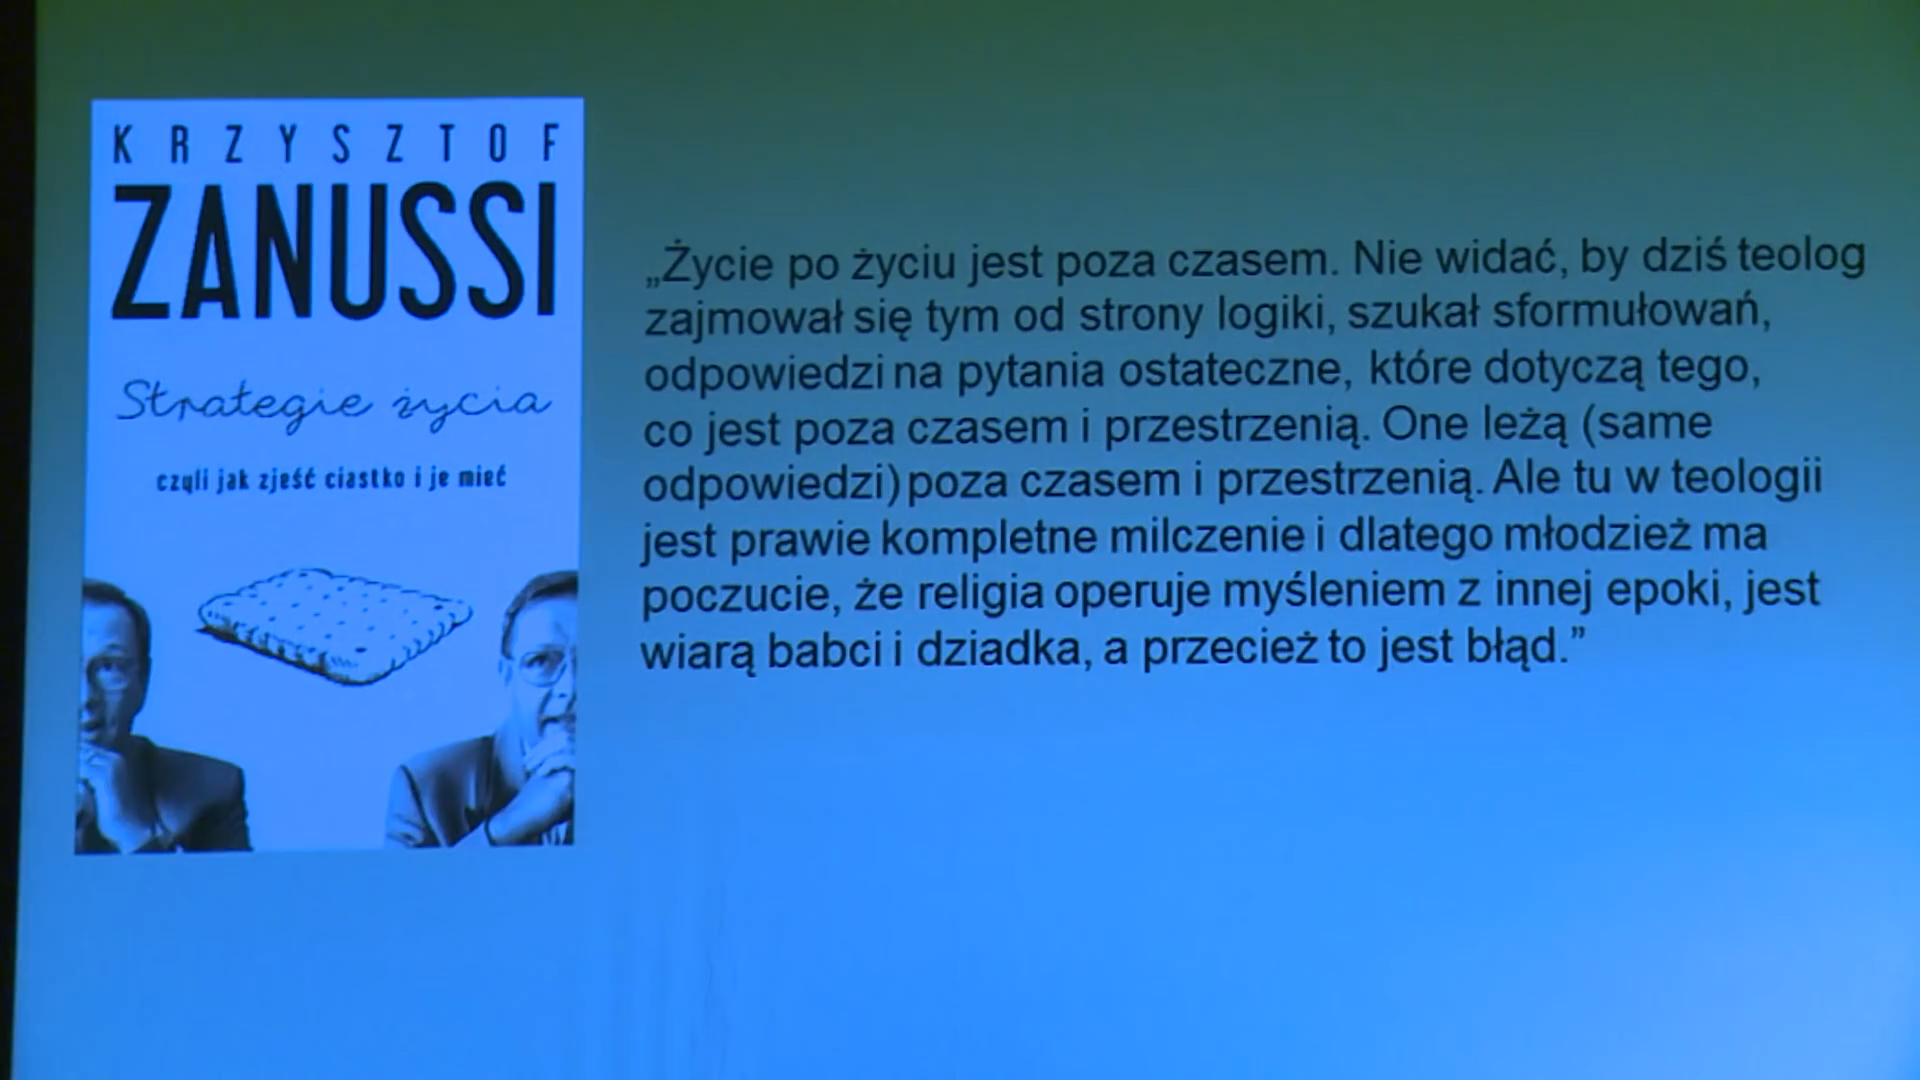 KRZYSZTOF
ZANUSSI
Strategie życia
czyli jak zjeść ciastko i je mieć
„Życie po życiu jest poza czasem. Nie widać, by dziś teolog
zajmował się tym od strony logiki, szukał sformułowań,
odpowiedzi na pytania ostateczne, które dotyczą tego,
co jest poza czasem i przestrzenią. One leżą (same
odpowiedzi) poza czasem i przestrzenią. Ale tu w teologii
jest prawie kompletne milczenie i dlatego młodzież ma
poczucie, że religia operuje myśleniem z innej epoki, jest
wiarą babci i dziadka, a przecież to jest błąd.”